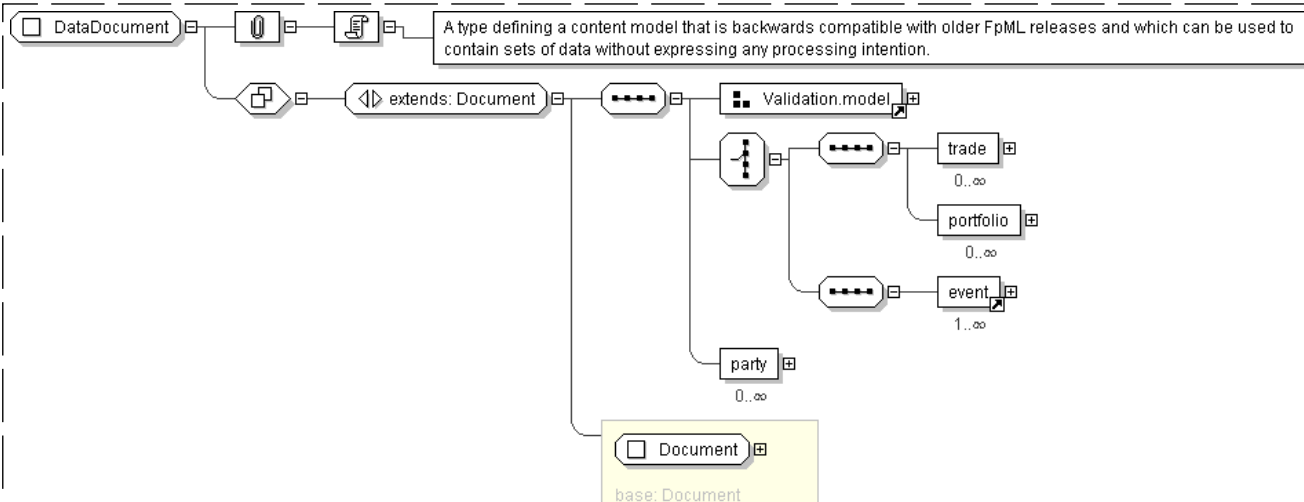 DataDocument
A type defining a content model that is backwards compatible with older FpML releases and which can be used to
contain sets of data without expressing any processing intention.
extends: Document
Validation.model
trade
0..∞
portfolio
0..∞
event
1..∞
party
0..∞
Document
base: Document